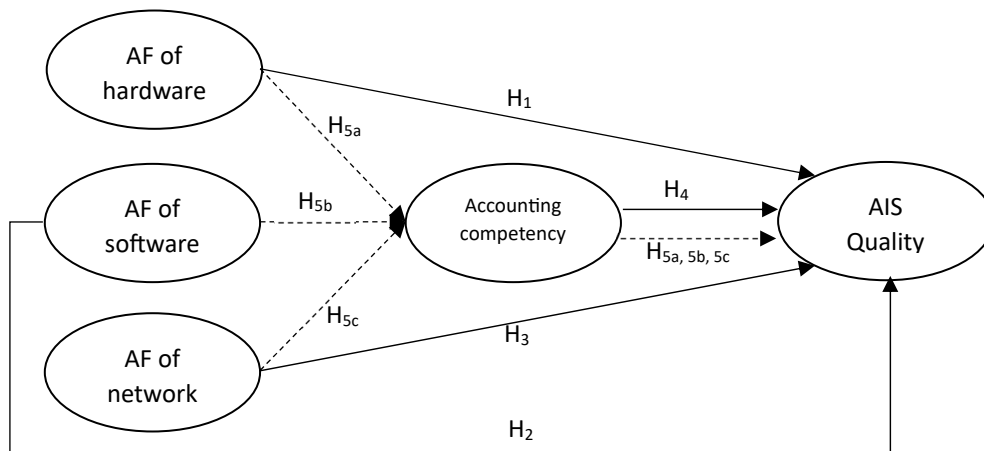 AF of
hardware
H1
H5a
AF of
software
H5b
Accounting
competency
H4
H5a, 5b, 5c
AIS
Quality
H5c
H3
AF of
network
H2